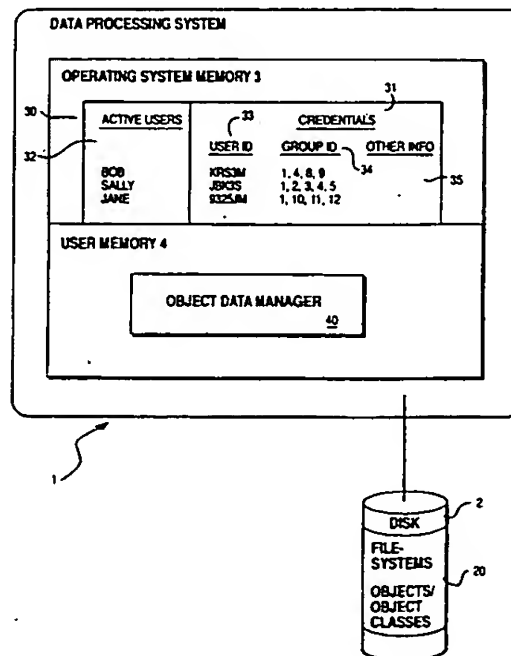 DATA PROCESSING SYSTEM
OPERATING SYSTEM MEMORY 3
31
30
ACTIVE USERS
33
CREDENTIALS
32
USER ID GROUP ID OTHER INFO
34
35
BOB KRS3M 1, 4, 8, 9
SALLY JBK3S 1, 2, 3, 4, 5
JANE 9325JM 1, 10, 11, 12
USER MEMORY 4
OBJECT DATA MANAGER
40
1
2
DISK
FILE-
SYSTEMS
20
OBJECTS/
OBJECT
CLASSES